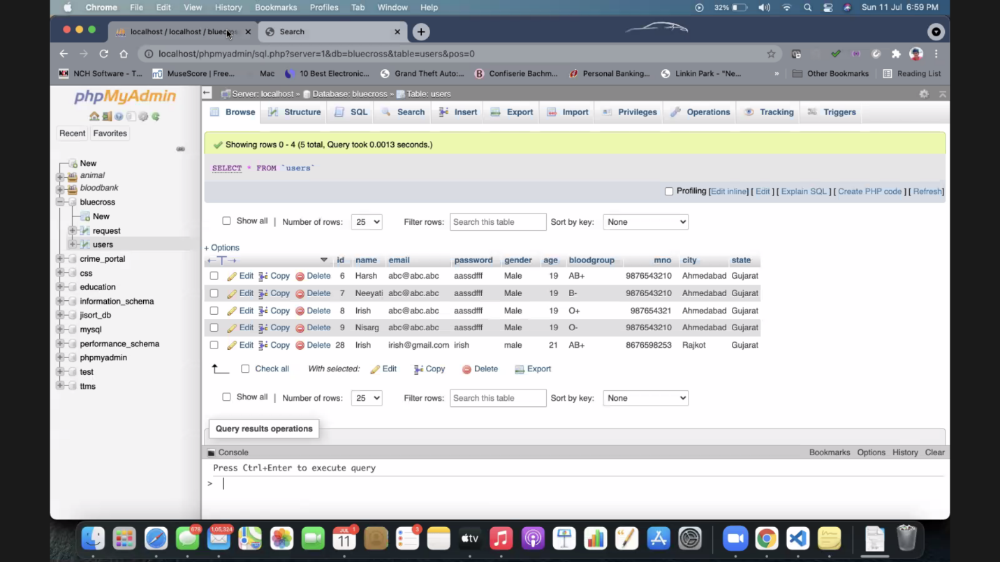 Chrome File Edit View History Bookmarks Profiles Tab Window Help 32% Sun 11 Jul 6:59 PM
localhost / localhost / bluecros Search
localhost/phpmyadmin/sql.php?server=1&db=bluecross&table=users&pos=0
NCH Software - T... MuseScore | Free... Mac 10 Best Electronic... Grand Theft Auto:... Confiserie Bachm... Personal Banking... Linkin Park - "Ne... » Other Bookmarks Reading List
phpMyAdmin
Recent Favorites
New
animal
bloodbank
bluecross
New
request
users
crime_portal
css
education
information_schema
jisort_db
mysql
performance_schema
phpmyadmin
test
ttms
Server: localhost » Database: bluecross » Table: users
Browse Structure SQL Search Insert Export Import Privileges Operations Tracking Triggers
Showing rows 0 - 4 (5 total, Query took 0.0013 seconds.)
SELECT * FROM `users`
Profiling [Edit inline] [ Edit ] [ Explain SQL ] [ Create PHP code ] [ Refresh]
Show all | Number of rows: 25 Filter rows: Search this table Sort by key: None
+ Options
←T→ id name email password gender age bloodgroup mno city state
Edit Copy Delete 6 Harsh abc@abc.abc aassdfff Male 19 AB+ 9876543210 Ahmedabad Gujarat
Edit Copy Delete 7 Neeyati abc@abc.abc aassdfff Male 19 B- 9876543210 Ahmedabad Gujarat
Edit Copy Delete 8 Irish abc@abc.abc aassdfff Male 19 O+ 987654321 Ahmedabad Gujarat
Edit Copy Delete 9 Nisarg abc@abc.abc aassdfff Male 19 O- 9876543210 Ahmedabad Gujarat
Edit Copy Delete 28 Irish irish@gmail.com irish male 21 AB+ 8676598253 Rajkot Gujarat
Check all With selected: Edit Copy Delete Export
Show all | Number of rows: 25 Filter rows: Search this table Sort by key: None
Query results operations
Console Bookmarks Options History Clear
Press Ctrl+Enter to execute query
>
678 1,05,324 JUL 11 1 3 tv PHP